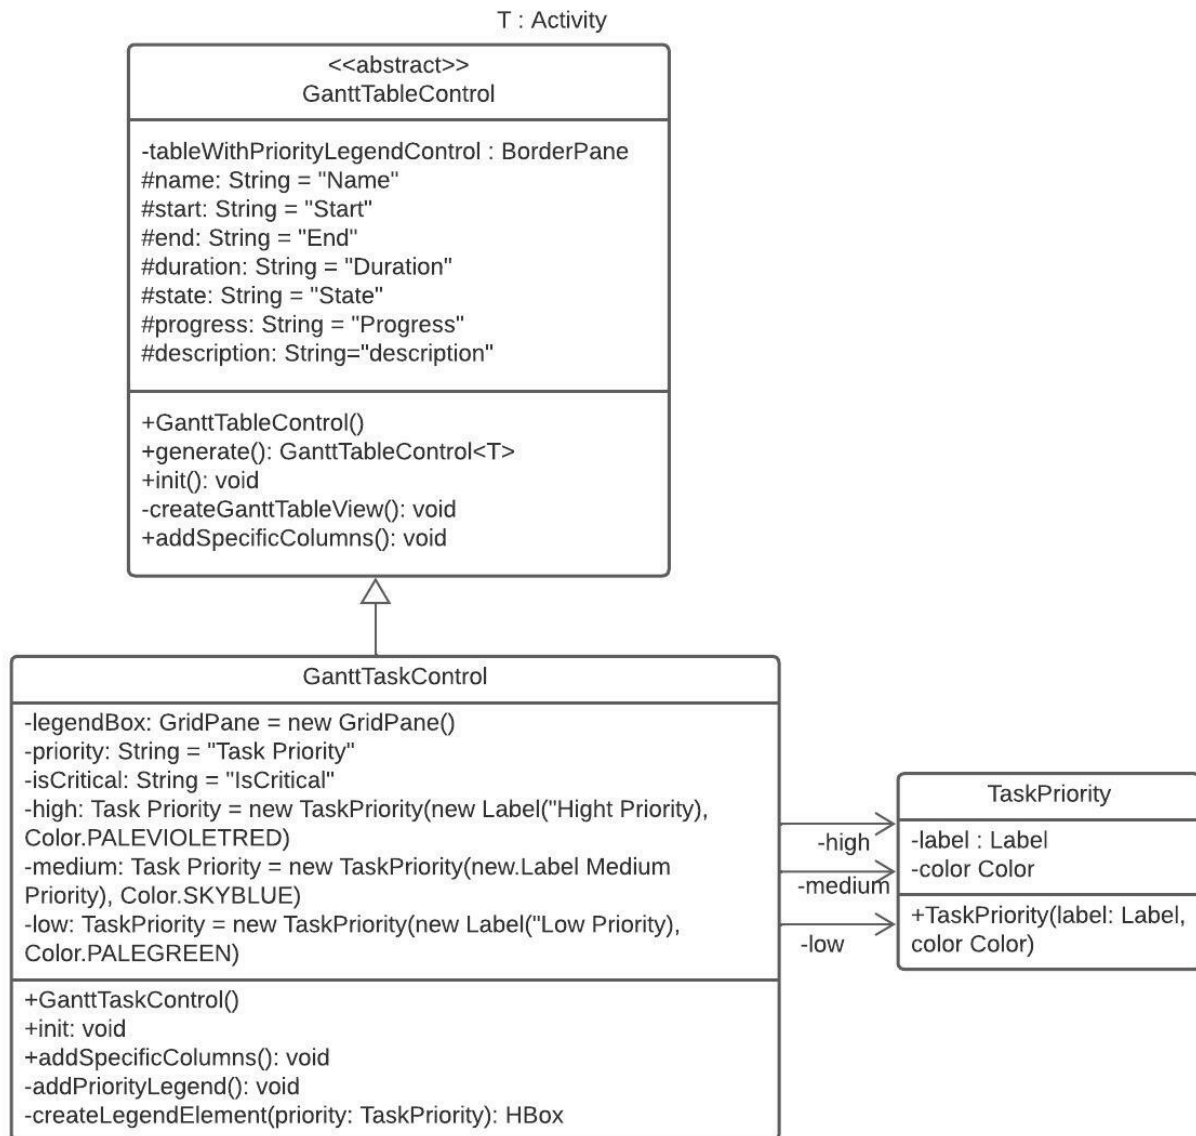 T : Activity
<<abstract>>
GanttTableControl
-tableWithPriorityLegendControl : BorderPane
#name: String = "Name"
#start: String = "Start"
#end: String = "End"
#duration: String = "Duration"
#state: String = "State"
#progress: String = "Progress"
#description: String="description"
+GanttTableControl()
+generate(): GanttTableControl<T>
+init(): void
-createGanttTableView(): void
+addSpecificColumns(): void
GanttTaskControl
-legendBox: GridPane = new GridPane()
-priority: String = "Task Priority"
-isCritical: String = "IsCritical"
-high: Task Priority = new TaskPriority(new Label("Hight Priority),
Color.PALEVIOLETRED)
-medium: Task Priority = new TaskPriority(new.Label Medium
Priority), Color.SKYBLUE)
-low: TaskPriority = new TaskPriority(new Label("Low Priority),
Color.PALEGREEN)
+GanttTaskControl()
+init: void
+addSpecificColumns(): void
-addPriorityLegend(): void
-createLegendElement(priority: TaskPriority): HBox
-high
-medium
-low
TaskPriority
-label : Label
-color Color
+TaskPriority(label: Label,
color Color)